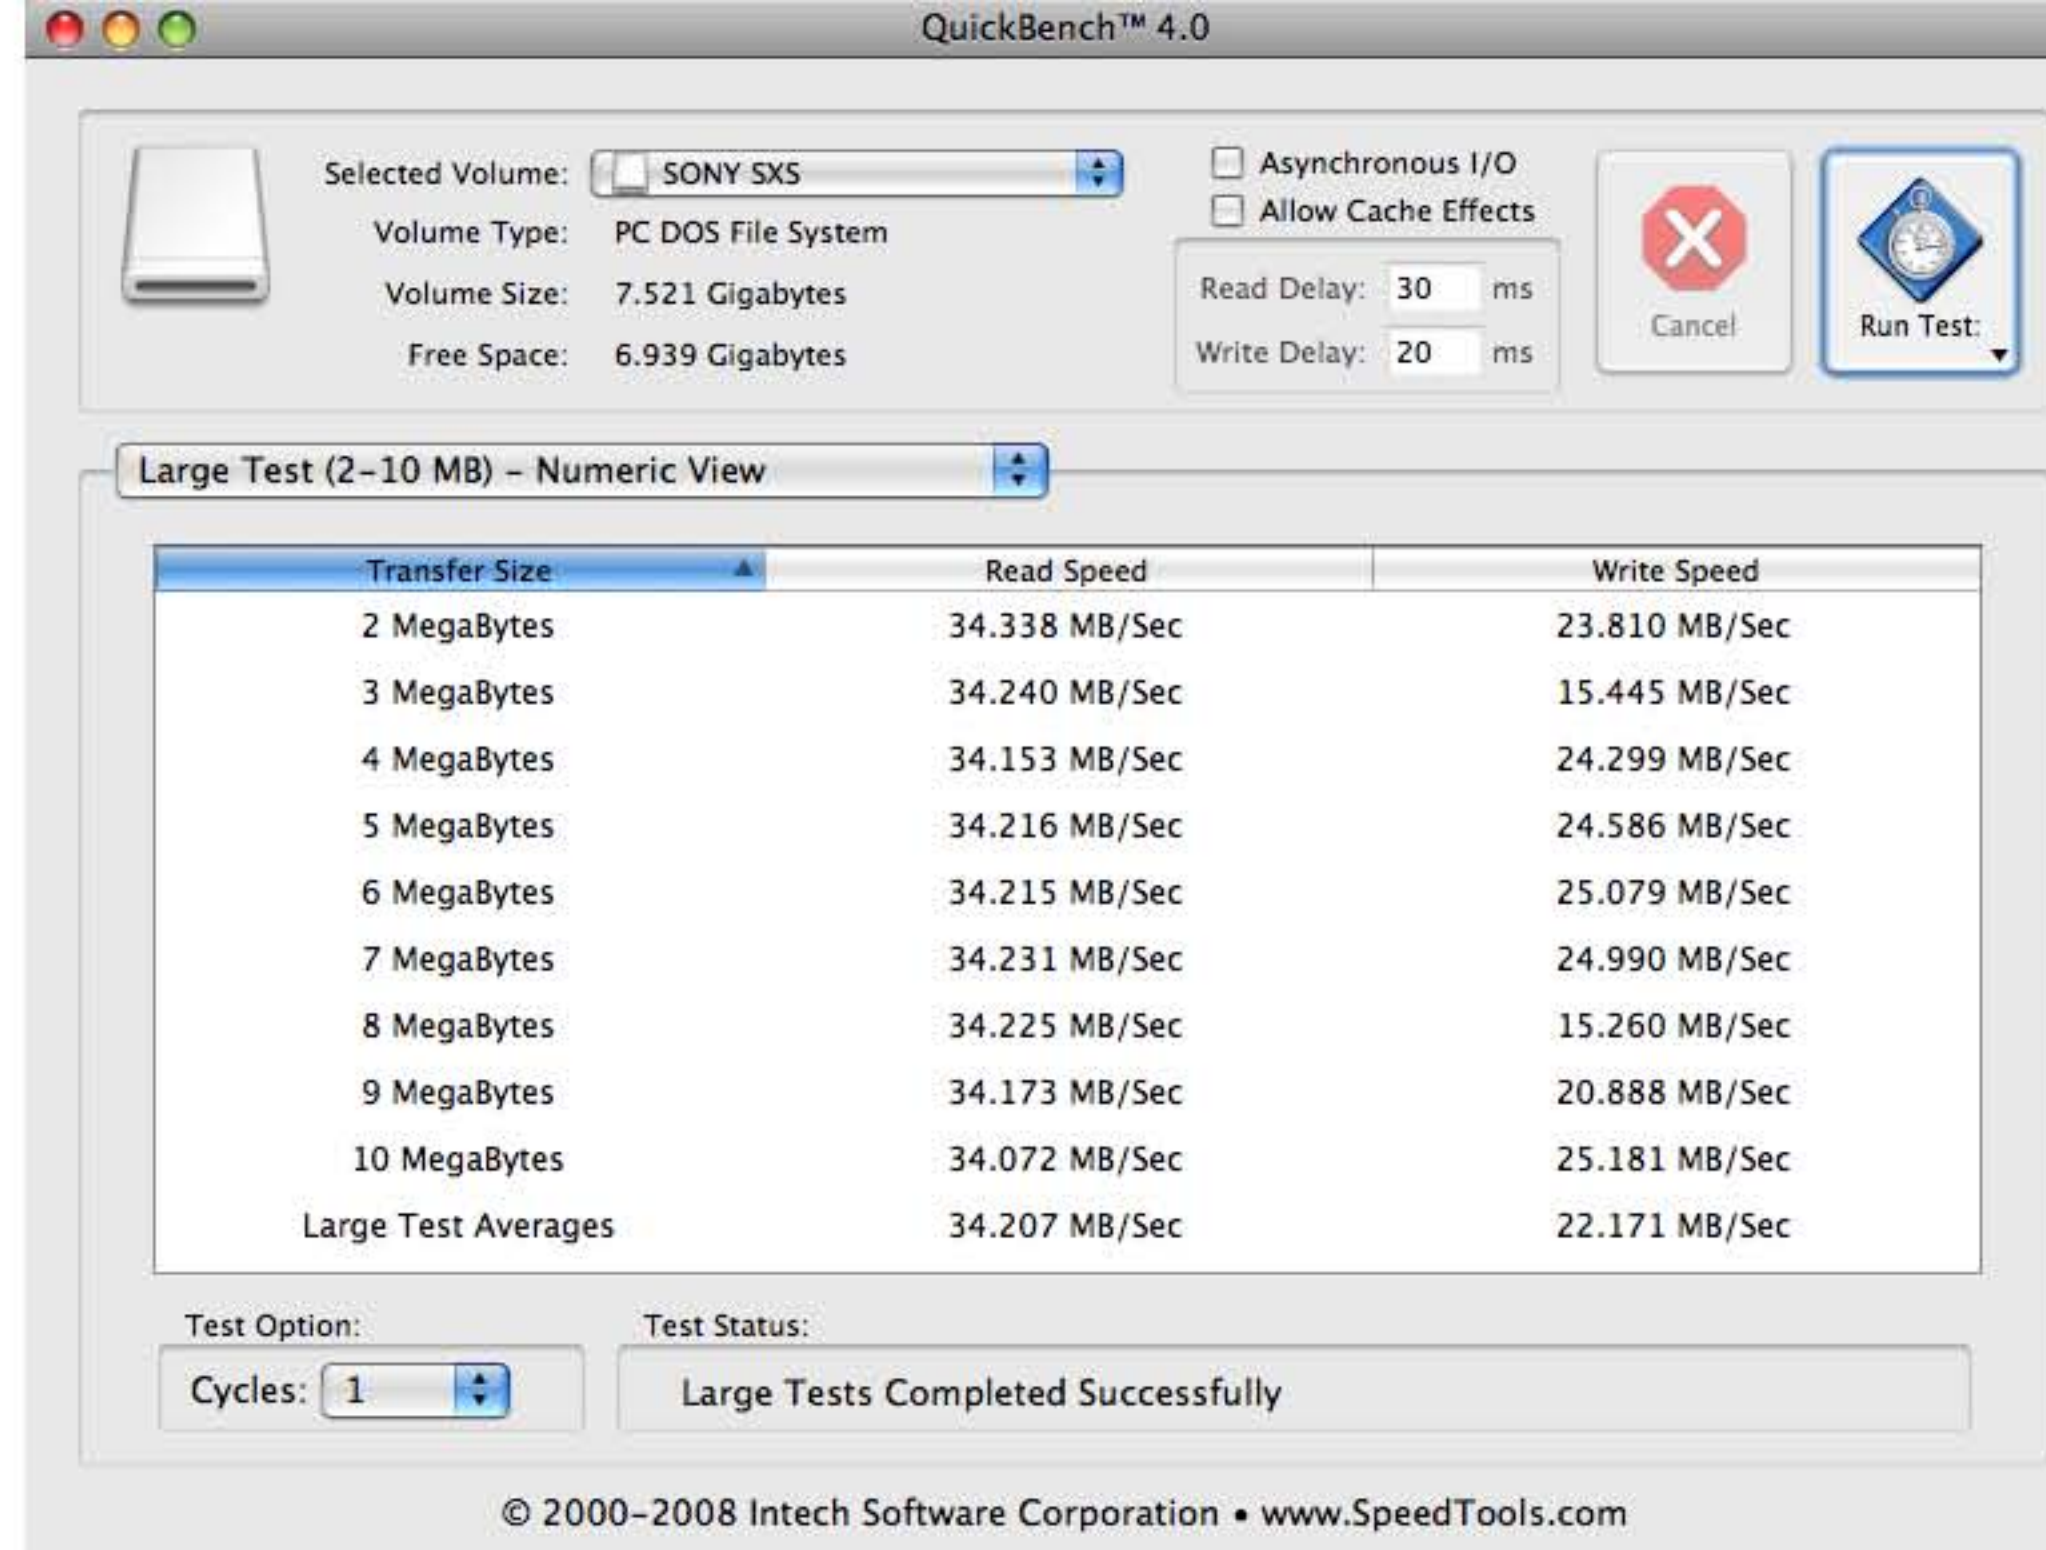 QuickBench™ 4.0
Selected Volume: SONY SXS
Volume Type: PC DOS File System
Volume Size: 7.521 Gigabytes
Free Space: 6.939 Gigabytes
Asynchronous I/O
Allow Cache Effects
Read Delay: 30 ms
Write Delay: 20 ms
Cancel
Run Test:
Large Test (2-10 MB) - Numeric View
Transfer Size Read Speed Write Speed
2 MegaBytes 34.338 MB/Sec 23.810 MB/Sec
3 MegaBytes 34.240 MB/Sec 15.445 MB/Sec
4 MegaBytes 34.153 MB/Sec 24.299 MB/Sec
5 MegaBytes 34.216 MB/Sec 24.586 MB/Sec
6 MegaBytes 34.215 MB/Sec 25.079 MB/Sec
7 MegaBytes 34.231 MB/Sec 24.990 MB/Sec
8 MegaBytes 34.225 MB/Sec 15.260 MB/Sec
9 MegaBytes 34.173 MB/Sec 20.888 MB/Sec
10 MegaBytes 34.072 MB/Sec 25.181 MB/Sec
Large Test Averages 34.207 MB/Sec 22.171 MB/Sec
Test Option: Test Status:
Cycles: 1 Large Tests Completed Successfully
© 2000-2008 Intech Software Corporation • www.SpeedTools.com